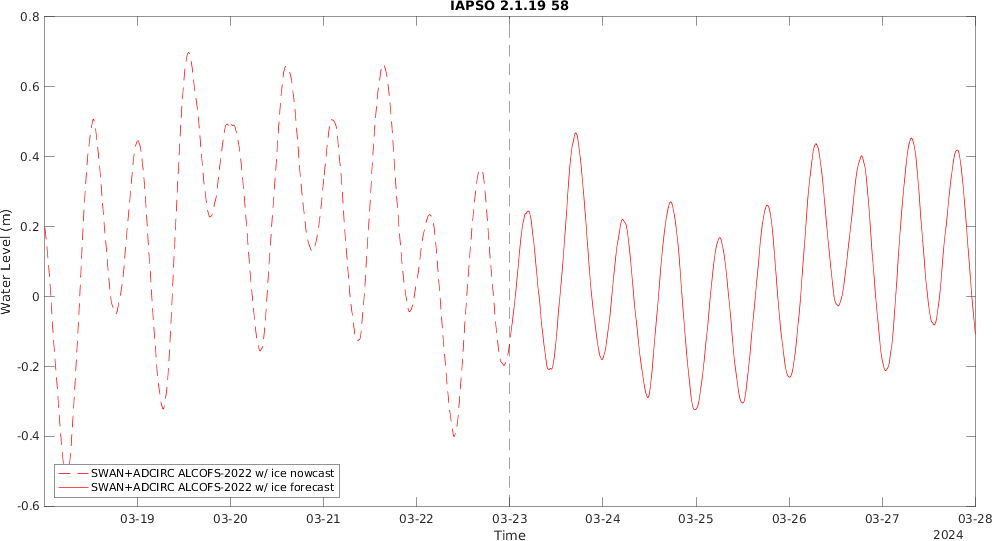 IAPSO 2.1.19 58
Water Level (m)
0.8
0.6
0.4
0.2
0
-0.2
-0.4
-0.6
SWAN+ADCIRC ALCOFS-2022 w/ ice nowcast
SWAN+ADCIRC ALCOFS-2022 w/ ice forecast
03-19 03-20 03-21 03-22 03-23 03-24 03-25 03-26 03-27 03-28
Time
2024